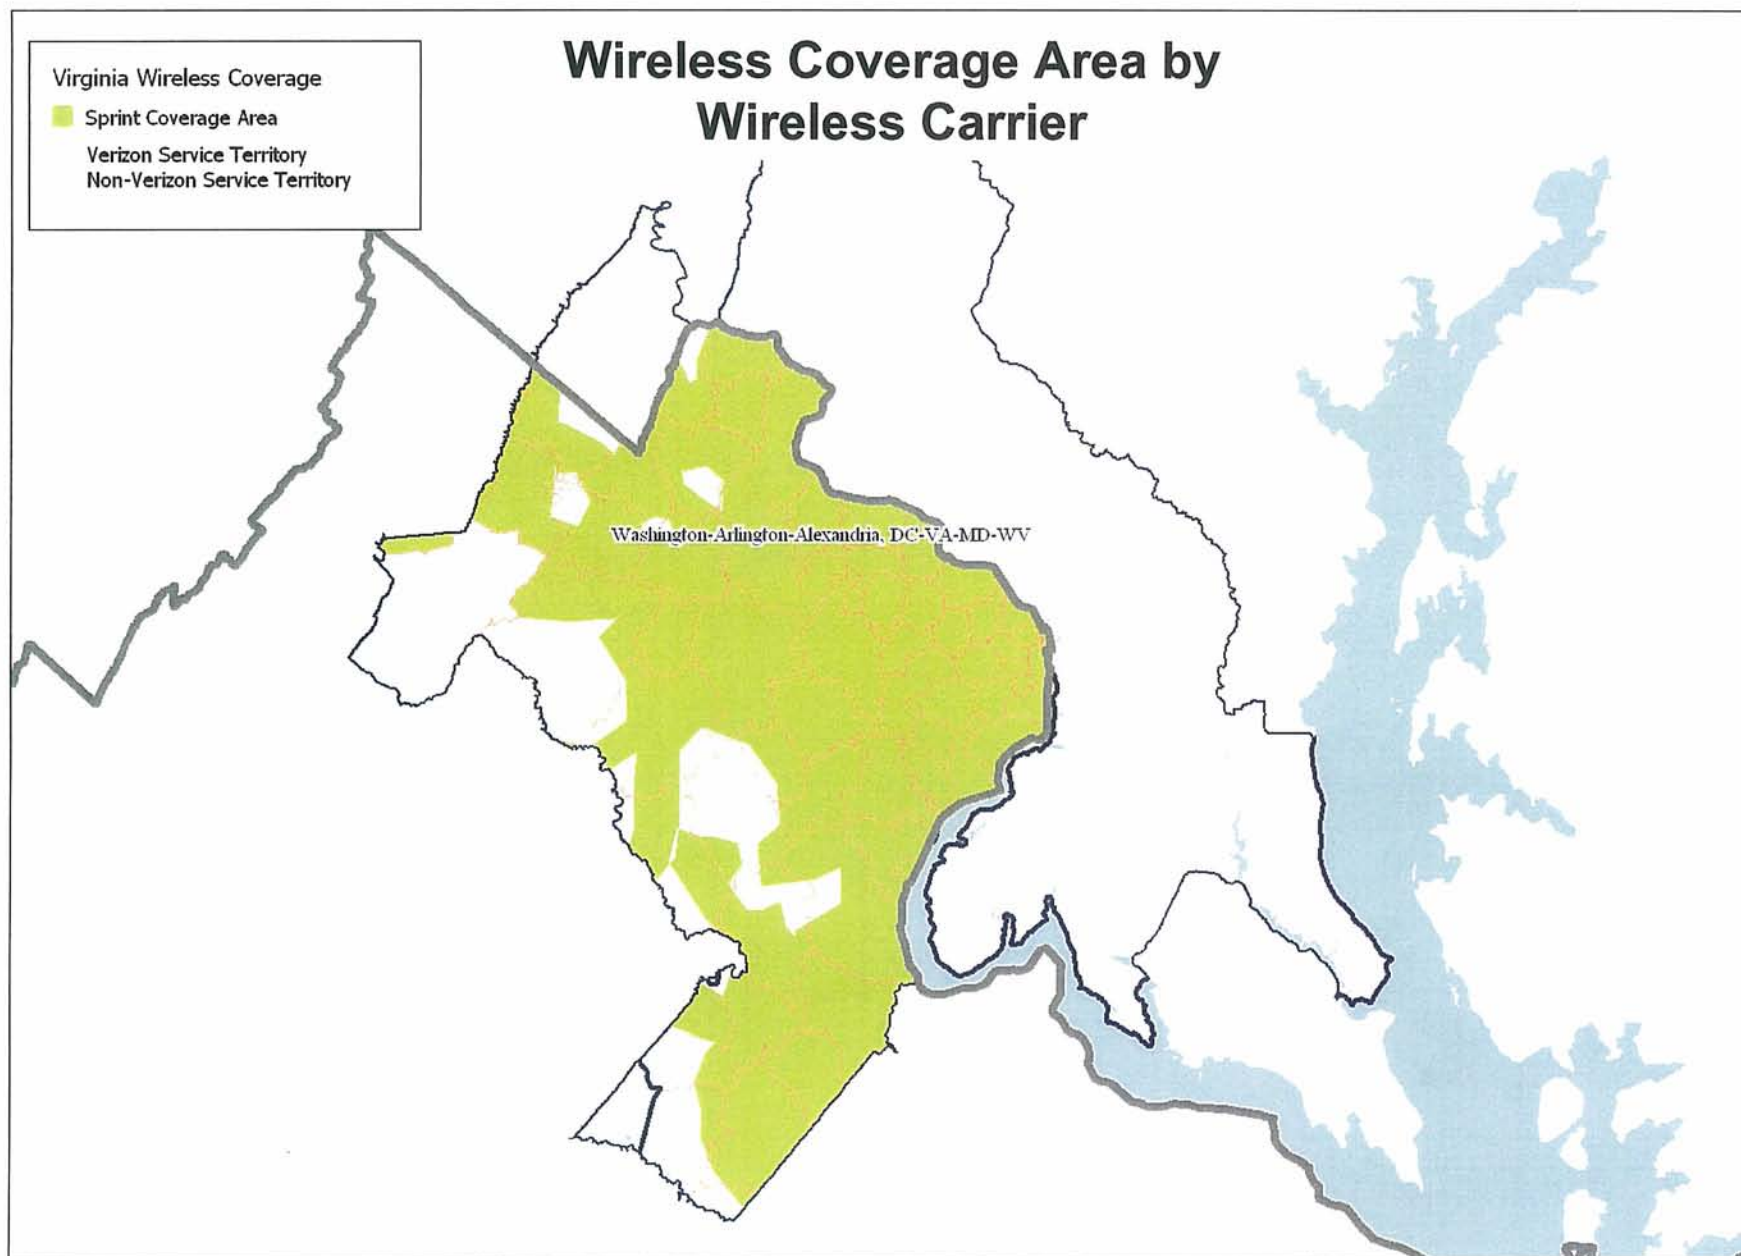 Wireless Coverage Area by
Wireless Carrier
Virginia Wireless Coverage
Sprint Coverage Area
Verizon Service Territory
Non-Verizon Service Territory
Washington-Arlington-Alexandria, DC-VA-MD-WV